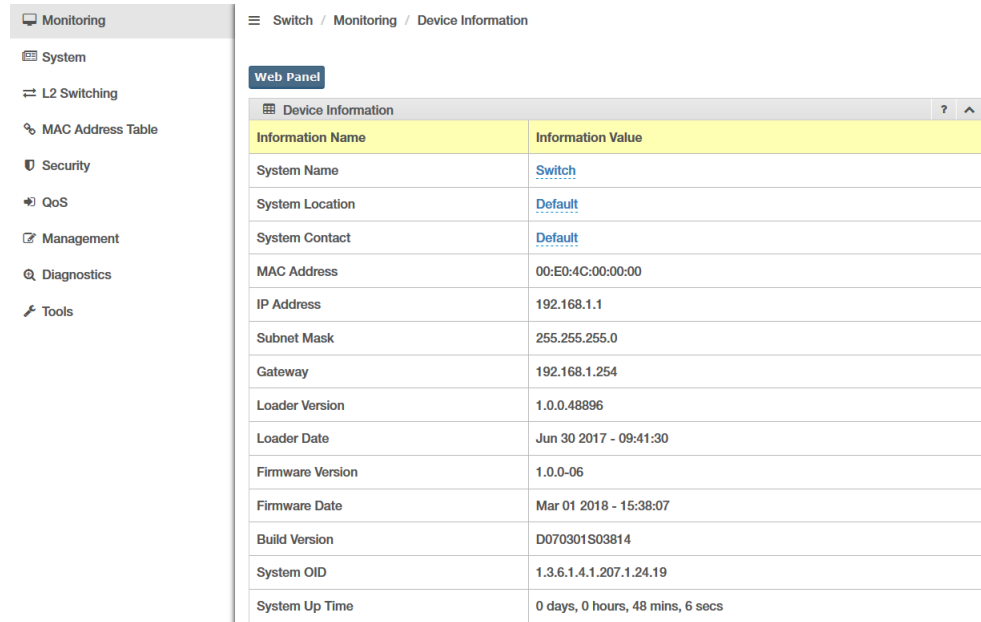 Monitoring
System
L2 Switching
MAC Address Table
Security
QoS
Management
Diagnostics
Tools
Switch / Monitoring / Device Information
Web Panel
Device Information ?
Information Name Information Value
System Name Switch
System Location Default
System Contact Default
MAC Address 00:E0:4C:00:00:00
IP Address 192.168.1.1
Subnet Mask 255.255.255.0
Gateway 192.168.1.254
Loader Version 1.0.0.48896
Loader Date Jun 30 2017 - 09:41:30
Firmware Version 1.0.0-06
Firmware Date Mar 01 2018 - 15:38:07
Build Version D070301S03814
System OID 1.3.6.1.4.1.207.1.24.19
System Up Time 0 days, 0 hours, 48 mins, 6 secs